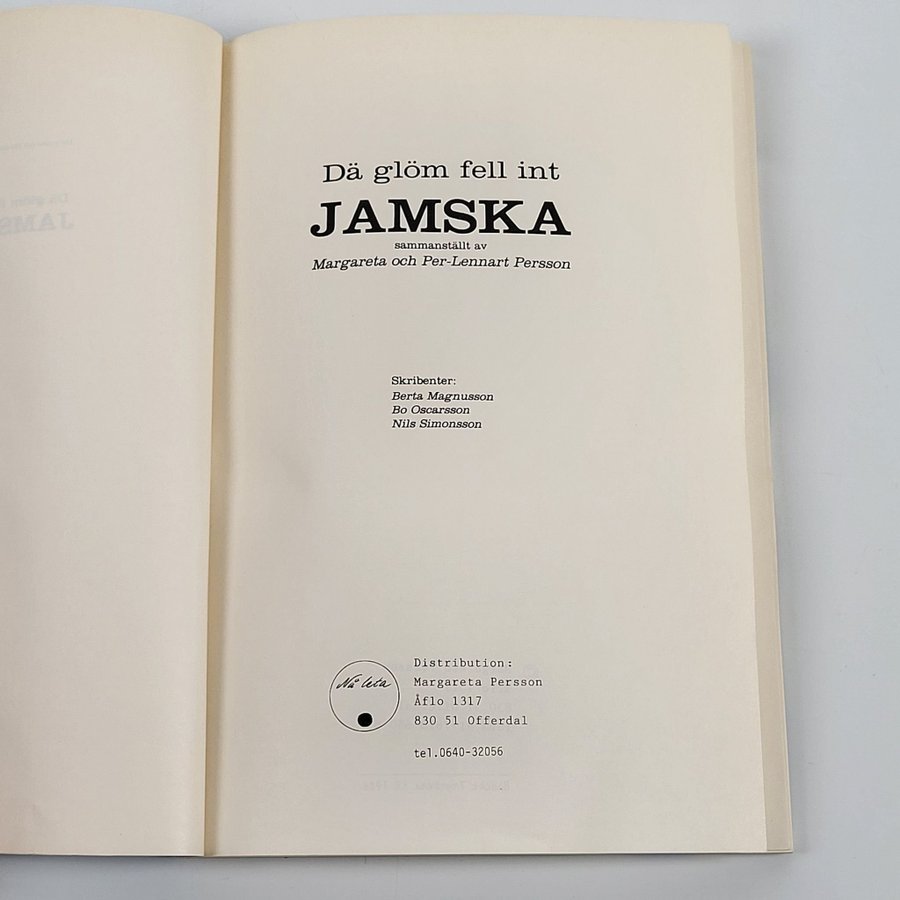 Dä glöm fell int
JAMSKA
sammanställt av
Margareta och Per-Lennart Persson
Skribenter:
Berta Magnusson
Bo Oscarsson
Nils Simonsson
Nå leta
Distribution:
Margareta Persson
Åflo 1317
830 51 Offerdal
tel.0640-32056